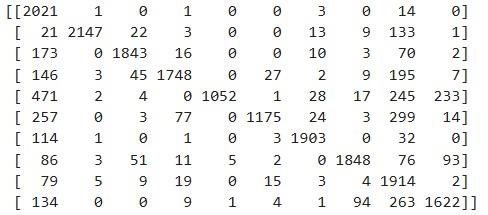 [[2021 1 0 1 0 0 3 0 14 0]
[ 21 2147 22 3 0 0 13 9 133 1]
[ 173 0 1843 16 0 0 10 3 70 2]
[ 146 3 45 1748 0 27 2 9 195 7]
[ 471 2 4 0 1052 1 28 17 245 233]
[ 257 0 3 77 0 1175 24 3 299 14]
[ 114 1 0 1 0 3 1903 0 32 0]
[ 86 3 51 11 5 2 0 1848 76 93]
[ 79 5 9 19 0 15 3 4 1914 2]
[ 134 0 0 9 1 4 1 94 263 1622]]